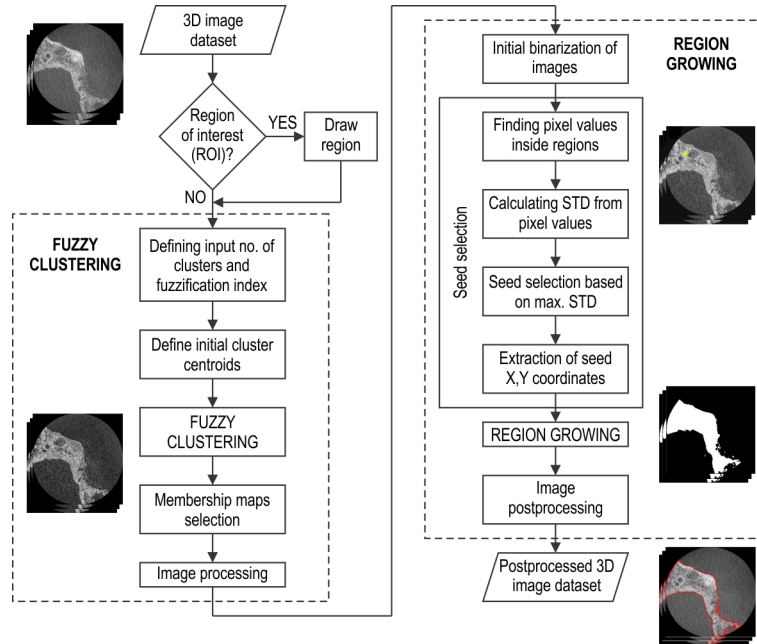 3D image
dataset
Region
of interest
(ROI)?
YES
Draw
region
NO
FUZZY
CLUSTERING
Defining input no. of
clusters and
fuzzification index
Define initial cluster
centroids
FUZZY
CLUSTERING
Membership maps
selection
Image processing
REGION
GROWING
Initial binarization of
images
Seed selection
Finding pixel values
inside regions
Calculating STD from
pixel values
Seed selection based
on max. STD
Extraction of seed
X,Y coordinates
REGION GROWING
Image
postprocessing
Postprocessed 3D
image dataset